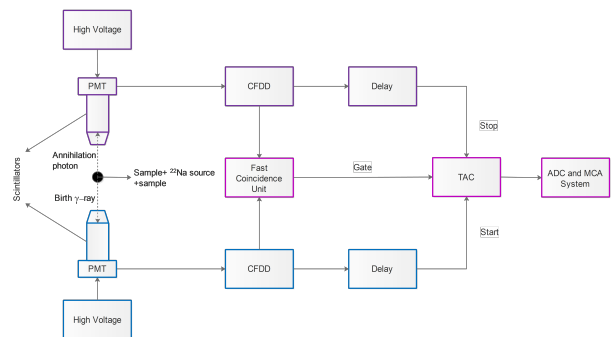 High Voltage
PMT
CFDD
Delay
Stop
Scintillators
Annihilation
photon
Sample+ ²²Na source
+sample
Birth γ–ray
Fast
Coincidence
Unit
Gate
TAC
ADC and MCA
System
Start
PMT
CFDD
Delay
High Voltage